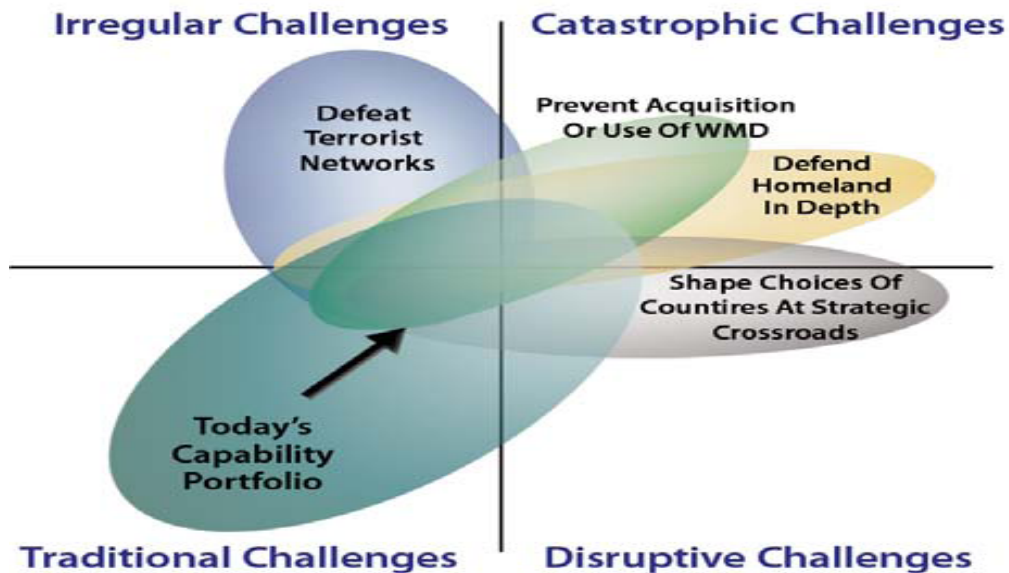 Irregular Challenges
Catastrophic Challenges
Defeat
Terrorist
Networks
Prevent Acquisition
Or Use Of WMD
Defend
Homeland
In Depth
Shape Choices Of
Countires At Strategic
Crossroads
Today's
Capability
Portfolio
Traditional Challenges
Disruptive Challenges